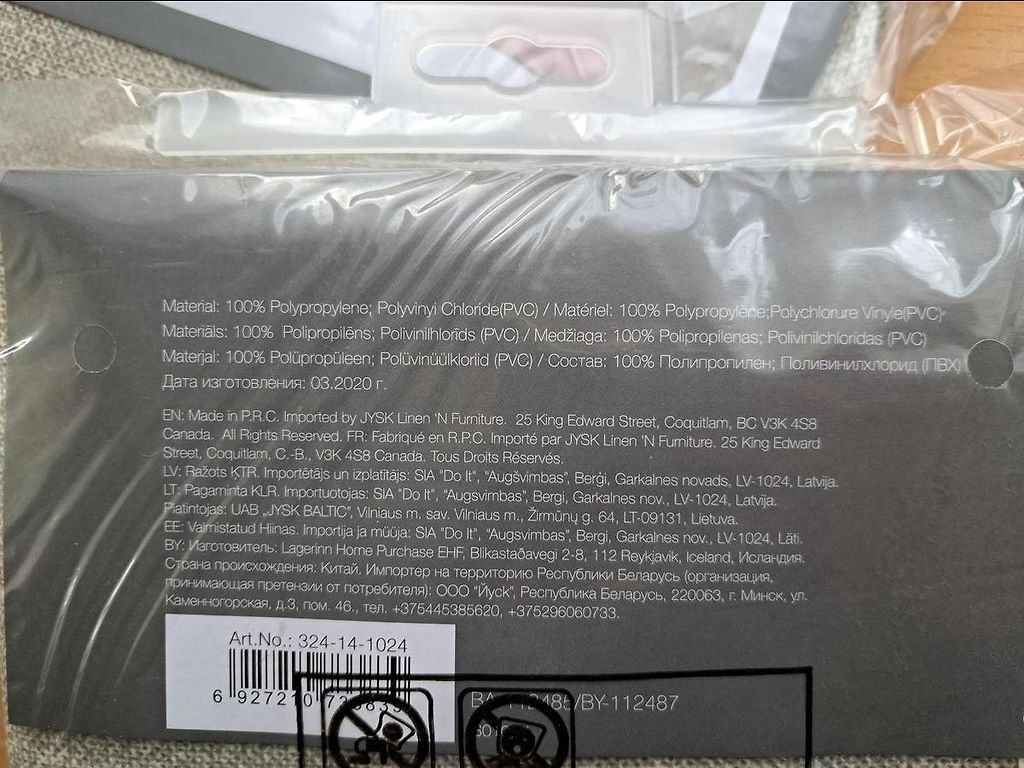 Material: 100% Polypropylene; Polyvinyi Chloride(PVC) / Matériel: 100% Polypropylène;Polychlorure Vinyle(PVC)
Materiāls: 100% Polipropilēns; Polivinilhlorīds (PVC) / Medžiaga: 100% Polipropilenas; Polivinilchloridas (PVC)
Materjal: 100% Polüpropüleen; Polüvinüülkloriid (PVC) / Состав: 100% Полипропилен; Поливинилхлорид (ПВХ)
Дата изготовления: 03.2020 г.
EN: Made in P.R.C. Imported by JYSK Linen 'N Furniture. 25 King Edward Street, Coquitlam, BC V3K 4S8
Canada. All Rights Reserved. FR: Fabriqué en R.P.C. Importé par JYSK Linen 'N Furniture. 25 King Edward
Street, Coquitlam, C.-B., V3K 4S8 Canada. Tous Droits Réservés.
LV: Ražots ĶTR. Importētājs un izplatītājs: SIA "Do It", "Augšvimbas", Berģi, Garkalnes novads, LV-1024, Latvija.
LT: Pagaminta KLR. Importuotojas: SIA "Do It", "Augsvimbas", Bergi, Garkalnes nov., LV-1024, Latvija.
Platintojas: UAB „JYSK BALTIC", Vilniaus m. sav. Vilniaus m., Žirmūnų g. 64, LT-09131, Lietuva.
EE: Valmistatud Hiinas. Importija ja müüja: SIA "Do It", "Augsvimbas", Bergi, Garkalnes nov., LV-1024, Läti.
BY: Изготовитель: Lagerinn Home Purchase EHF, Blikastaðavegi 2-8, 112 Reykjavik, Iceland, Исландия.
Страна происхождения: Китай. Импортер на территорию Республики Беларусь (организация,
принимающая претензии от потребителя): ООО "Йуск", Республика Беларусь, 220063, г. Минск, ул.
Каменногорская, д.3, пом. 46., тел. +375445385620, +375296060733.
Art.No.: 324-14-1024
6 927210
/BY-112487